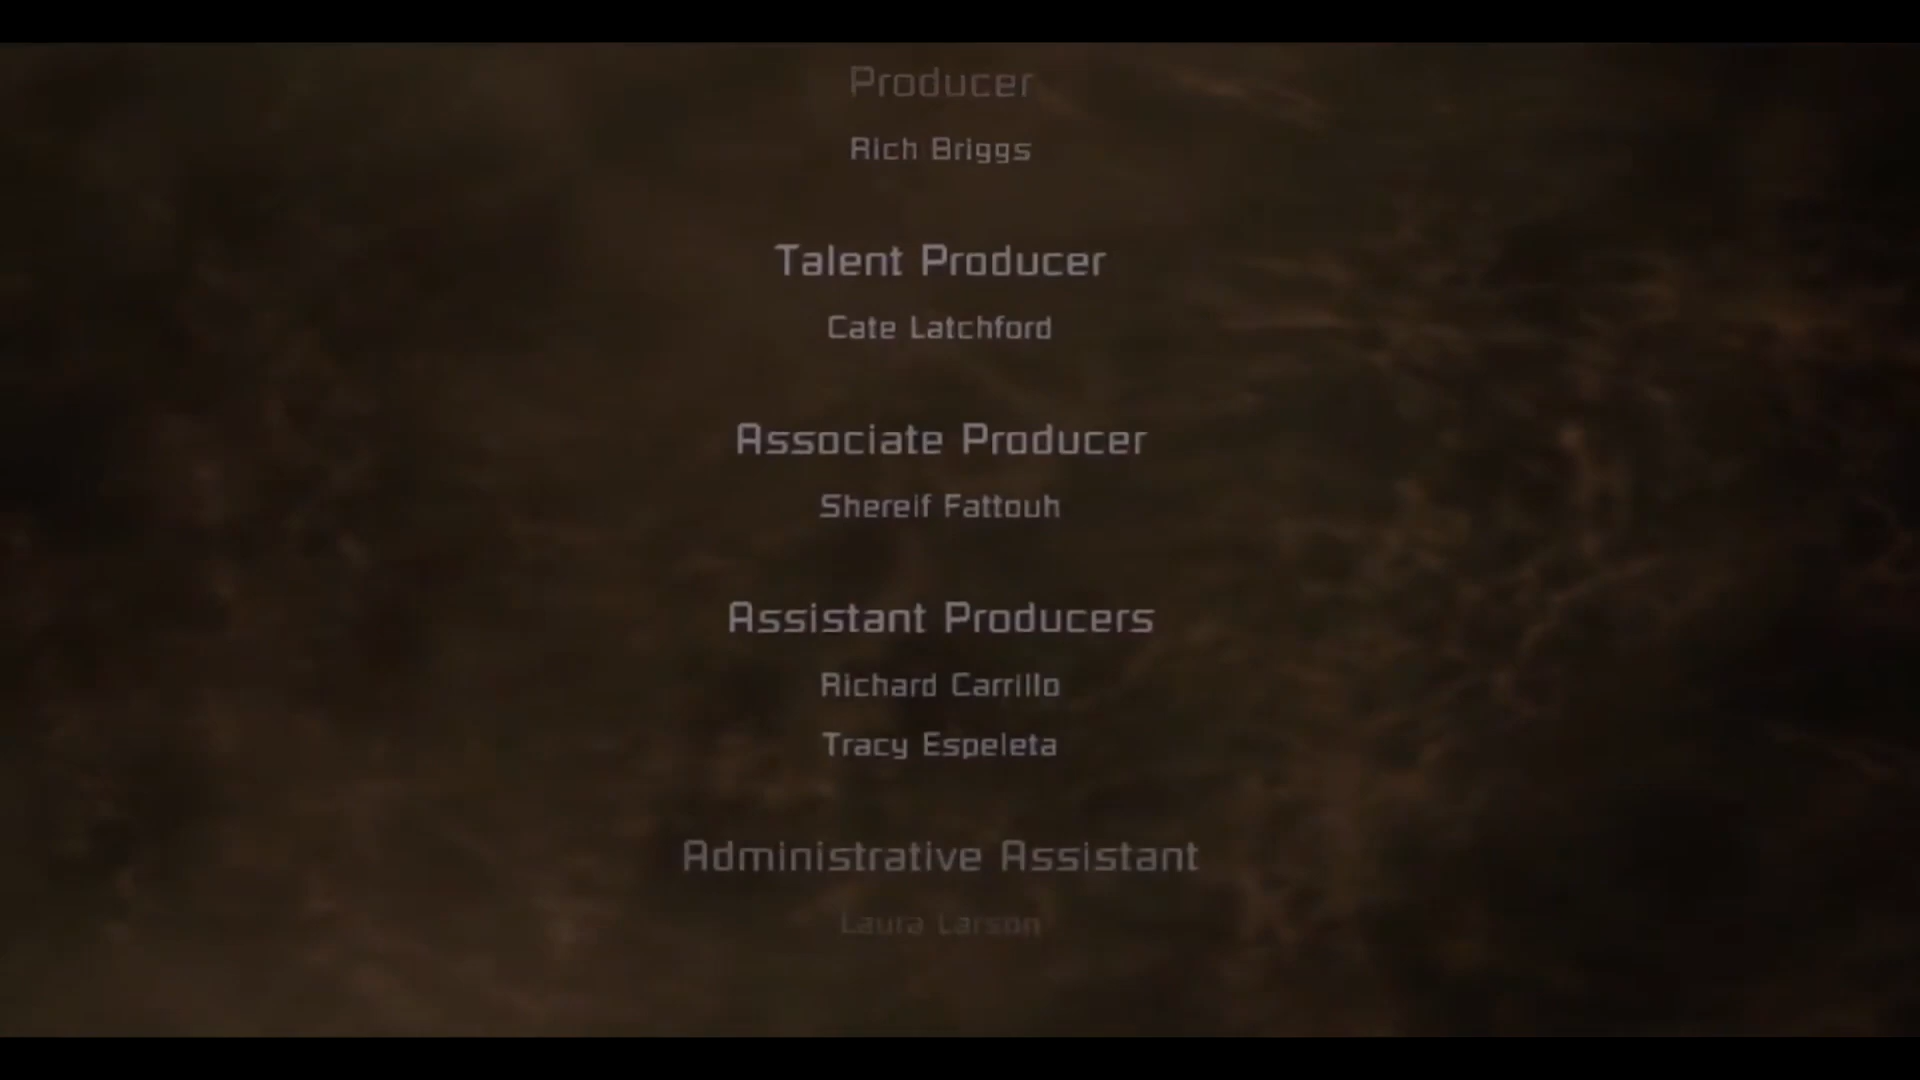 Producer
Rich Briggs
Talent Producer
Cate Latchford
Associate Producer
Shereif Fattouh
Assistant Producers
Richard Carrillo
Tracy Espeleta
Administrative Assistant
Laura Larson